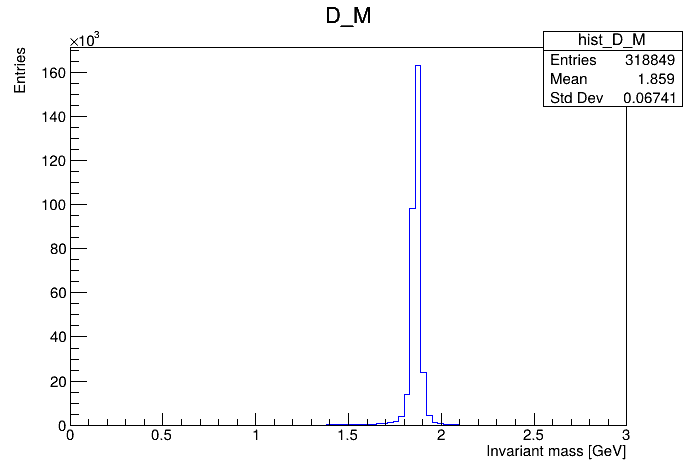 D_M
×10³
hist_D_M
Entries 318849
Mean 1.859
Std Dev 0.06741
Entries
160
140
120
100
80
60
40
20
0
0 0.5 1 1.5 2 2.5 3
Invariant mass [GeV]